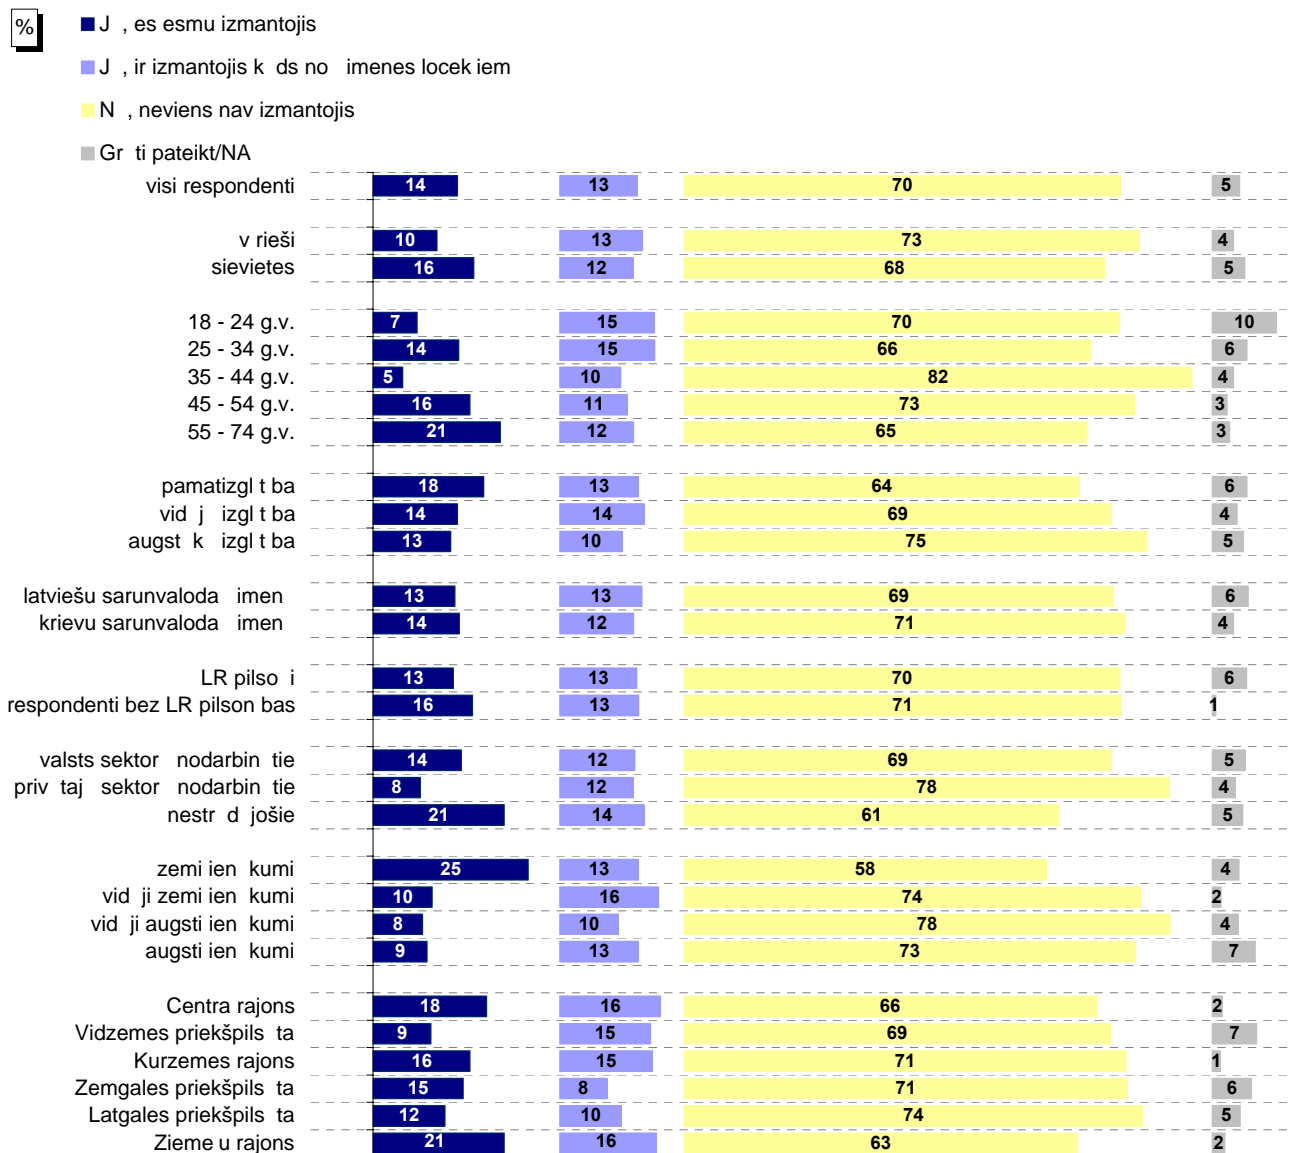 %
J , es esmu izmantojis
J , ir izmantojis k ds no imenes locek iem
N , neviens nav izmantojis
Gr ti pateikt/NA
visi respondenti 14 13 70 5
v rieši 10 13 73 4
sievietes 16 12 68 5
18 - 24 g.v. 7 15 70 10
25 - 34 g.v. 14 15 66 6
35 - 44 g.v. 5 10 82 4
45 - 54 g.v. 16 11 73 3
55 - 74 g.v. 21 12 65 3
pamatizgl t ba 18 13 64 6
vid j izgl t ba 14 14 69 4
augst k izgl t ba 13 10 75 5
latviešu sarunvaloda imen 13 13 69 6
krievu sarunvaloda imen 14 12 71 4
LR pilso i 13 13 70 6
respondenti bez LR pilson bas 16 13 71 1
valsts sektor nodarbin tie 14 12 69 5
priv taj sektor nodarbin tie 8 12 78 4
nestr d jošie 21 14 61 5
zemi ien kumi 25 13 58 4
vid ji zemi ien kumi 10 16 74 2
vid ji augsti ien kumi 8 10 78 4
augsti ien kumi 9 13 73 7
Centra rajons 18 16 66 2
Vidzemes priekšpils ta 9 15 69 7
Kurzemes rajons 16 15 71 1
Zemgales priekšpils ta 15 8 71 6
Latgales priekšpils ta 12 10 74 5
Zieme u rajons 21 16 63 2